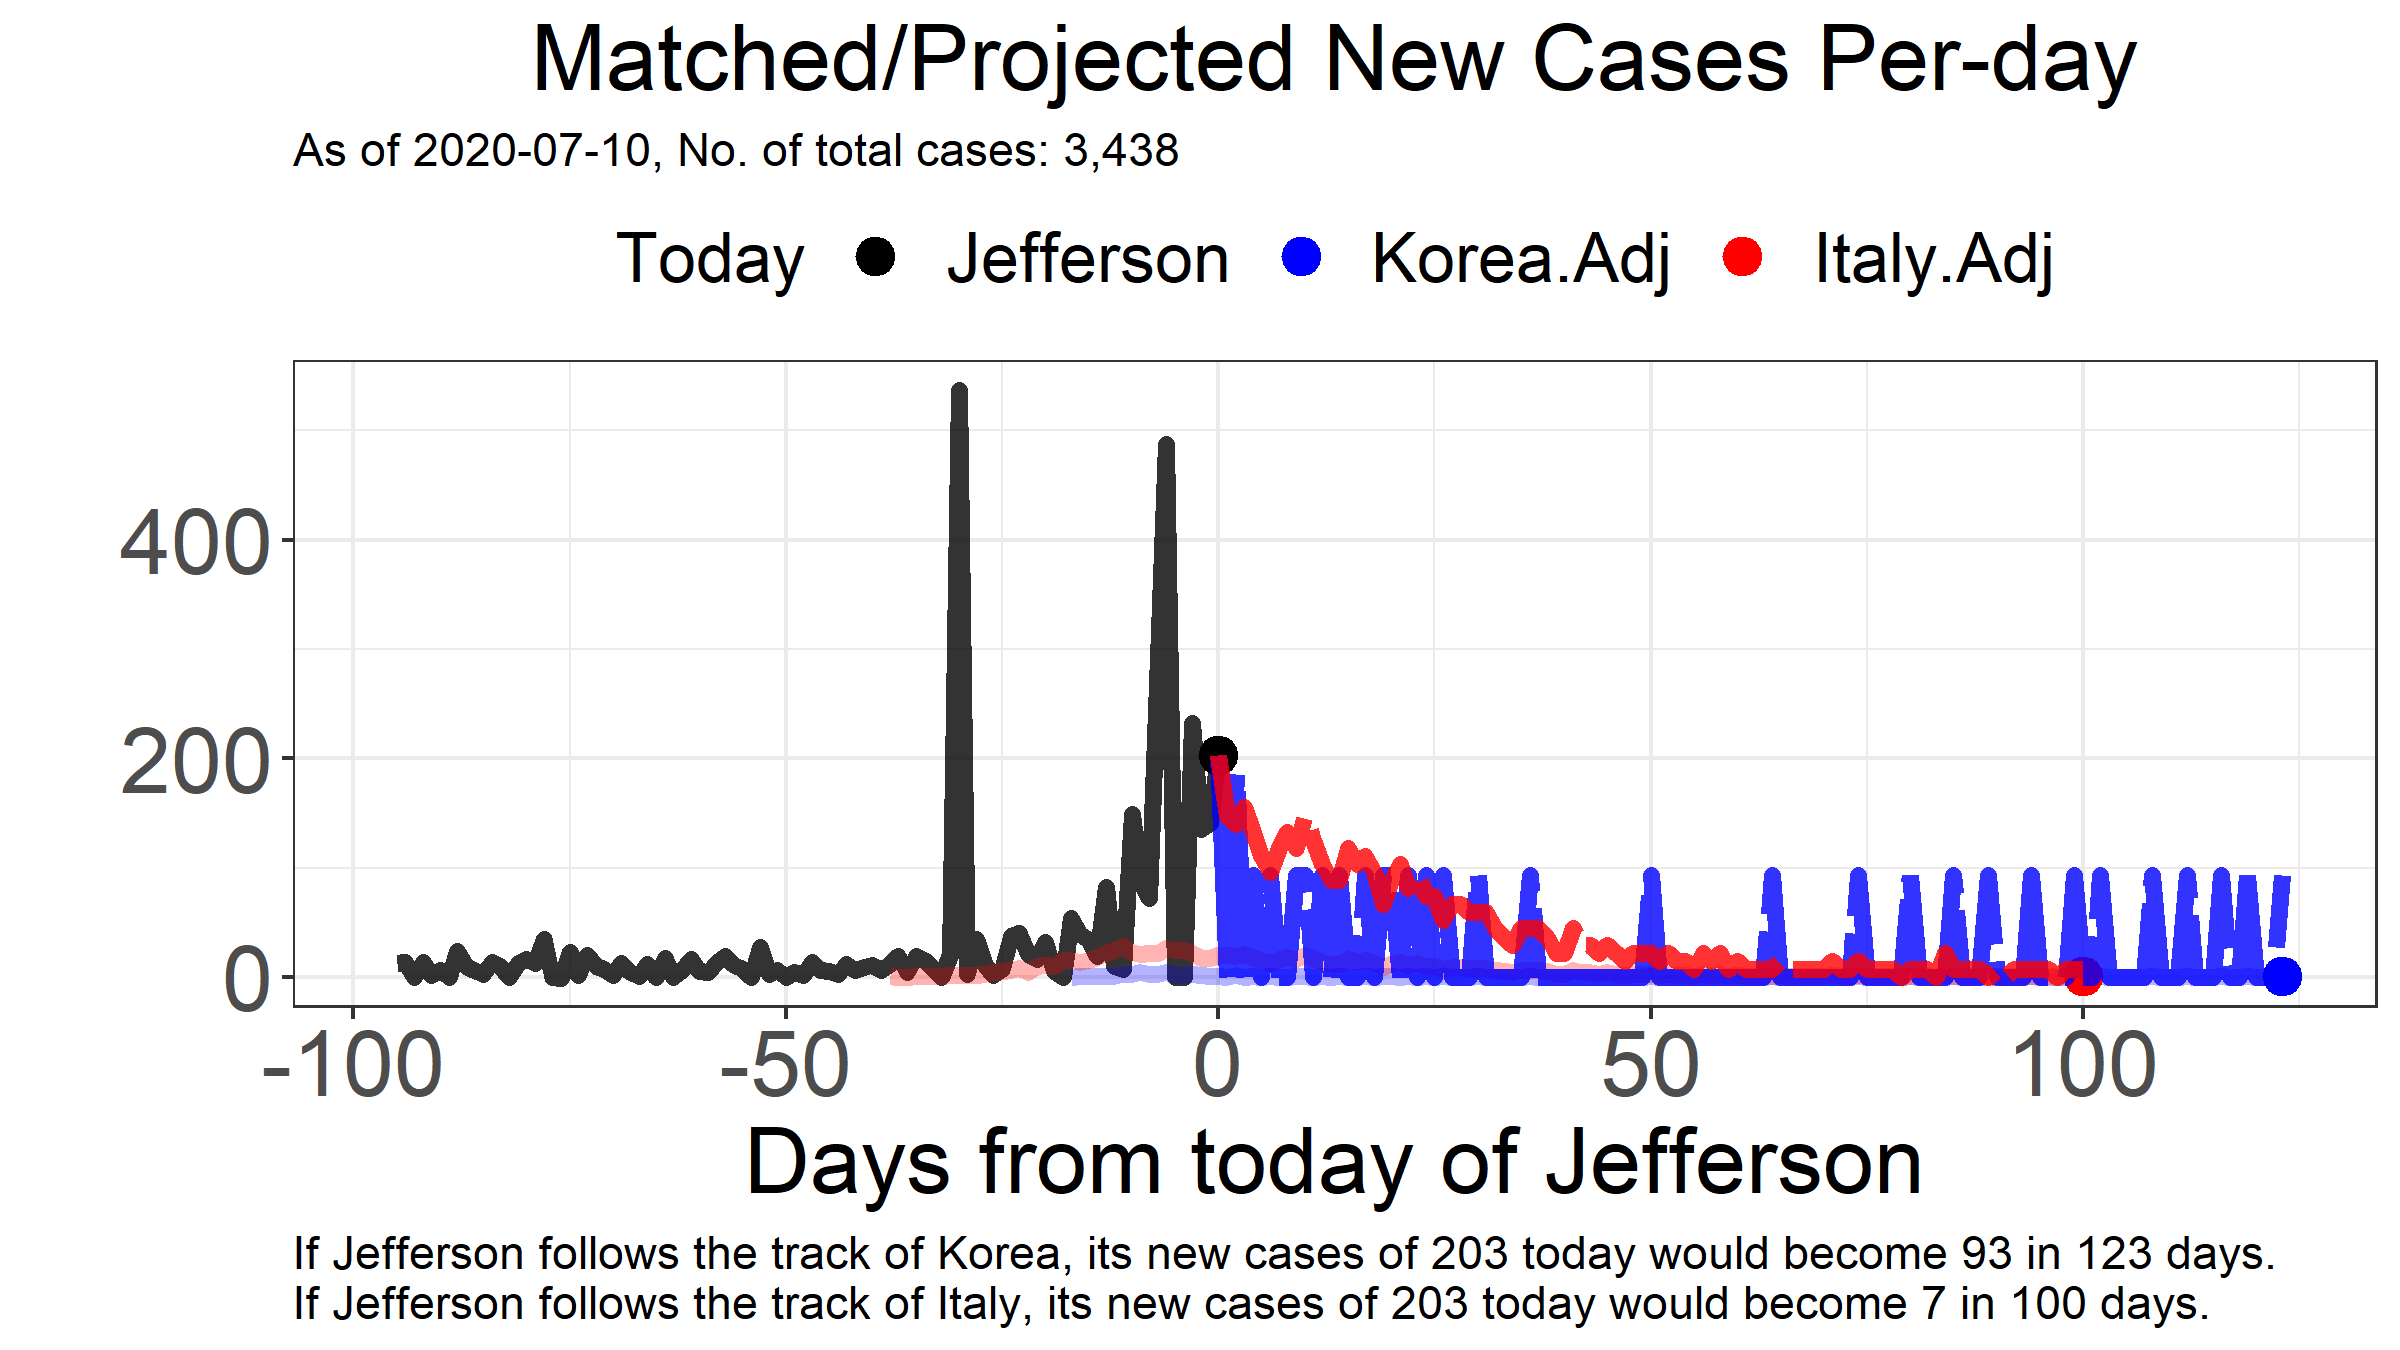 Matched/Projected New Cases Per-day
As of 2020-07-10, No. of total cases: 3,438
Today Jefferson Korea.Adj Italy.Adj
400
200
0
-100 -50 0 50 100
Days from today of Jefferson
If Jefferson follows the track of Korea, its new cases of 203 today would become 93 in 123 days.
If Jefferson follows the track of Italy, its new cases of 203 today would become 7 in 100 days.